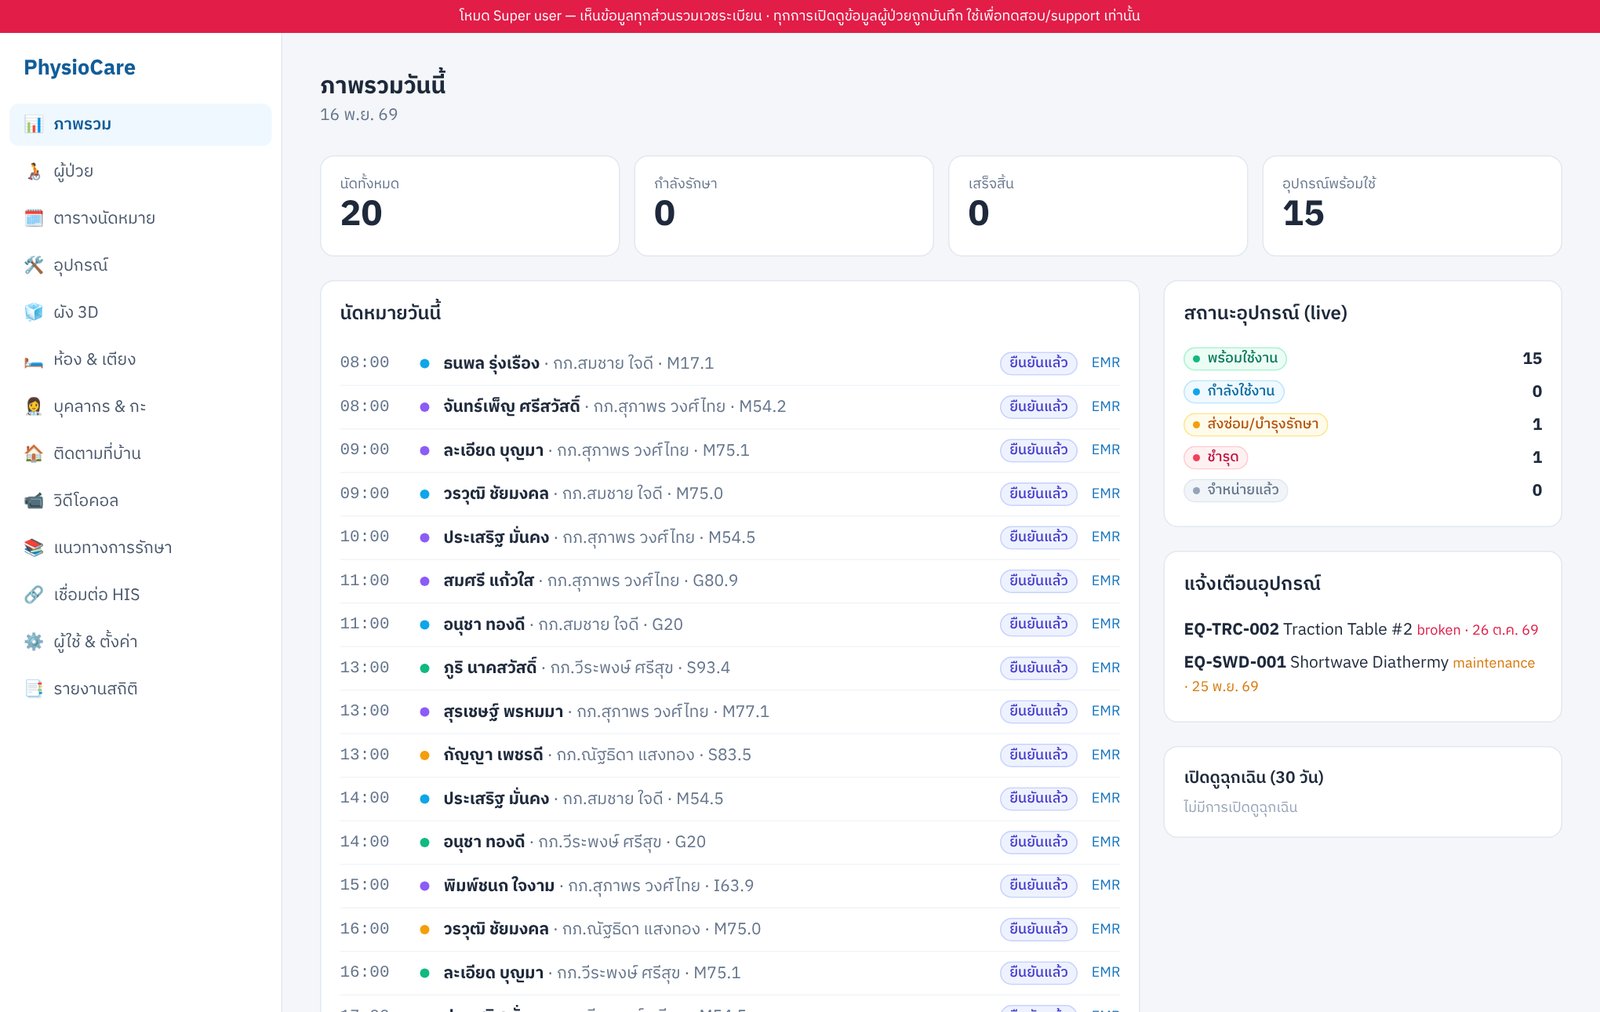 โหมด Super user — เห็นข้อมูลทุกส่วนรวมเวชระเบียน · ทุกการเปิดดูข้อมูลผู้ป่วยถูกบันทึก ใช้เพื่อทดสอบ/support เท่านั้น
PhysioCare
ภาพรวม
ผู้ป่วย
ตารางนัดหมาย
อุปกรณ์
ผัง 3D
ห้อง & เตียง
บุคลากร & กะ
ติดตามที่บ้าน
วิดีโอคอล
แนวทางการรักษา
เชื่อมต่อ HIS
ผู้ใช้ & ตั้งค่า
รายงานสถิติ
ภาพรวมวันนี้
16 พ.ย. 69
นัดทั้งหมด
20
กำลังรักษา
0
เสร็จสิ้น
0
อุปกรณ์พร้อมใช้
15
นัดหมายวันนี้
08:00 ธนพล รุ่งเรือง · กภ.สมชาย ใจดี · M17.1 ยืนยันแล้ว EMR
08:00 จันทร์เพ็ญ ศรีสวัสดิ์ · กภ.สุภาพร วงศ์ไทย · M54.2 ยืนยันแล้ว EMR
09:00 ละเอียด บุญมา · กภ.สุภาพร วงศ์ไทย · M75.1 ยืนยันแล้ว EMR
09:00 วรวุฒิ ชัยมงคล · กภ.สมชาย ใจดี · M75.0 ยืนยันแล้ว EMR
10:00 ประเสริฐ มั่นคง · กภ.สุภาพร วงศ์ไทย · M54.5 ยืนยันแล้ว EMR
11:00 สมศรี แก้วใส · กภ.สุภาพร วงศ์ไทย · G80.9 ยืนยันแล้ว EMR
11:00 อนุชา ทองดี · กภ.สมชาย ใจดี · G20 ยืนยันแล้ว EMR
13:00 ภูริ นาคสวัสดิ์ · กภ.วีระพงษ์ ศรีสุข · S93.4 ยืนยันแล้ว EMR
13:00 สุรเชษฐ์ พรหมมา · กภ.สุภาพร วงศ์ไทย · M77.1 ยืนยันแล้ว EMR
13:00 กัญญา เพชรดี · กภ.ณัฐธิดา แสงทอง · S83.5 ยืนยันแล้ว EMR
14:00 ประเสริฐ มั่นคง · กภ.สมชาย ใจดี · M54.5 ยืนยันแล้ว EMR
14:00 อนุชา ทองดี · กภ.วีระพงษ์ ศรีสุข · G20 ยืนยันแล้ว EMR
15:00 พิมพ์ชนก ใจงาม · กภ.สุภาพร วงศ์ไทย · I63.9 ยืนยันแล้ว EMR
16:00 วรวุฒิ ชัยมงคล · กภ.ณัฐธิดา แสงทอง · M75.0 ยืนยันแล้ว EMR
16:00 ละเอียด บุญมา · กภ.วีระพงษ์ ศรีสุข · M75.1 ยืนยันแล้ว EMR
สถานะอุปกรณ์ (live)
พร้อมใช้งาน 15
กำลังใช้งาน 0
ส่งซ่อม/บำรุงรักษา 1
ชำรุด 1
จำหน่ายแล้ว 0
แจ้งเตือนอุปกรณ์
EQ-TRC-002 Traction Table #2 broken · 26 ต.ค. 69
EQ-SWD-001 Shortwave Diathermy maintenance
· 25 พ.ย. 69
เปิดดูฉุกเฉิน (30 วัน)
ไม่มีการเปิดดูฉุกเฉิน